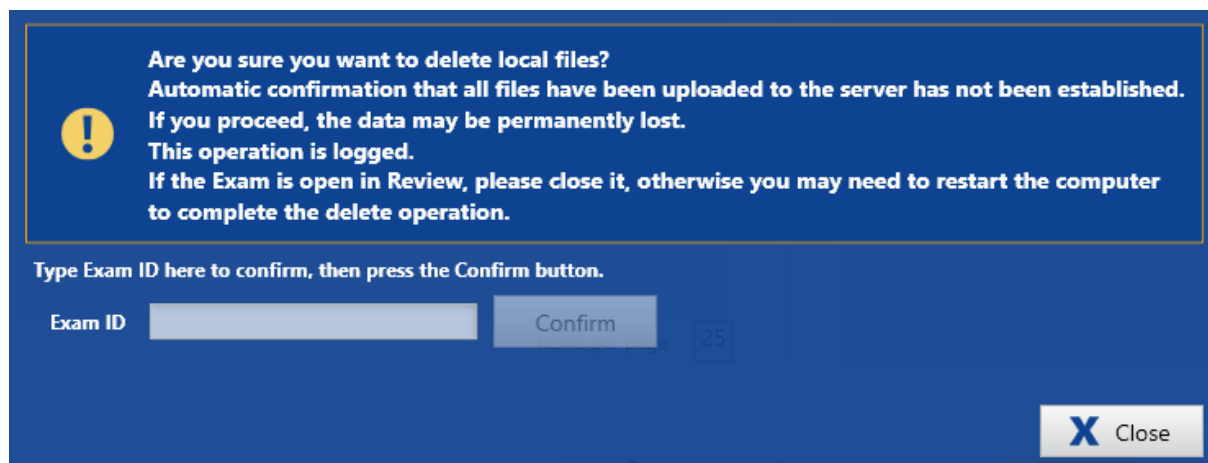 Are you sure you want to delete local files?
Automatic confirmation that all files have been uploaded to the server has not been established.
If you proceed, the data may be permanently lost.
This operation is logged.
If the Exam is open in Review, please close it, otherwise you may need to restart the computer
to complete the delete operation.
Type Exam ID here to confirm, then press the Confirm button.
Exam ID
Confirm
25
X Close